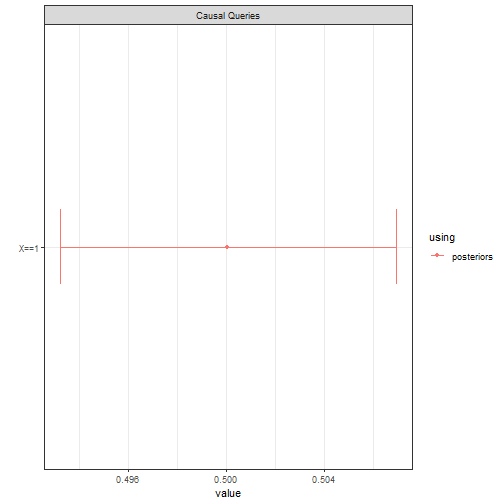 Causal Queries
X==1
using
posteriors
0.496 0.500 0.504
value